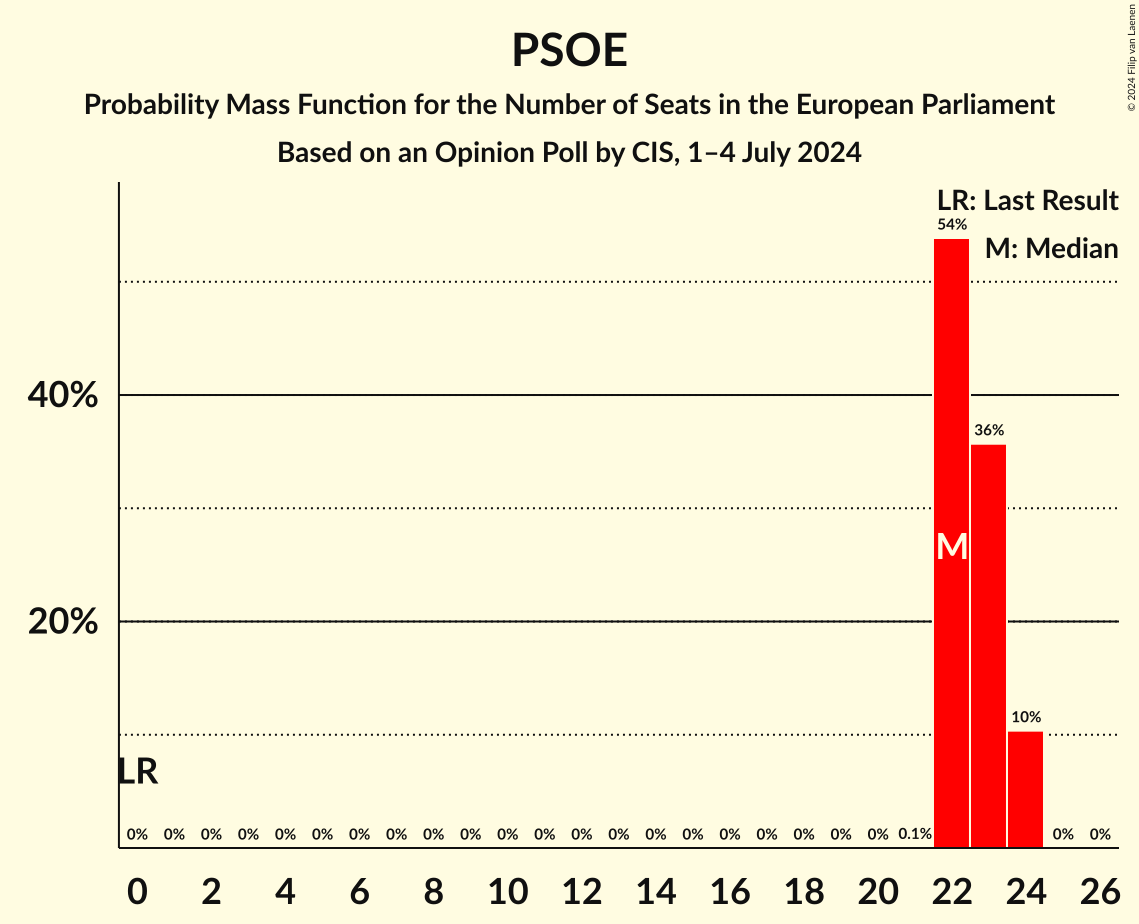 PSOE
Probability Mass Function for the Number of Seats in the European Parliament
Based on an Opinion Poll by CIS, 1–4 July 2024
© 2024 Filip van Laenen
LR: Last Result
M: Median
54%
40%
36%
M
20%
10%
LR
0% 0% 0% 0% 0% 0% 0% 0% 0% 0% 0% 0% 0% 0% 0% 0% 0% 0% 0% 0% 0% 0.1% 0% 0%
0 2 4 6 8 10 12 14 16 18 20 22 24 26